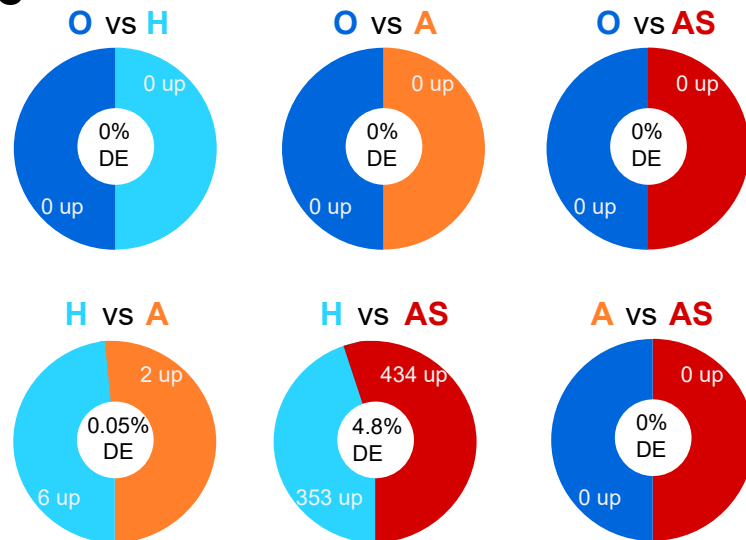 O vs H
0 up
0%
DE
0 up
O vs A
0 up
0%
DE
0 up
O vs AS
0 up
0%
DE
0 up
H vs A
2 up
0.05%
DE
6 up
H vs AS
434 up
4.8%
DE
353 up
A vs AS
0 up
0%
DE
0 up